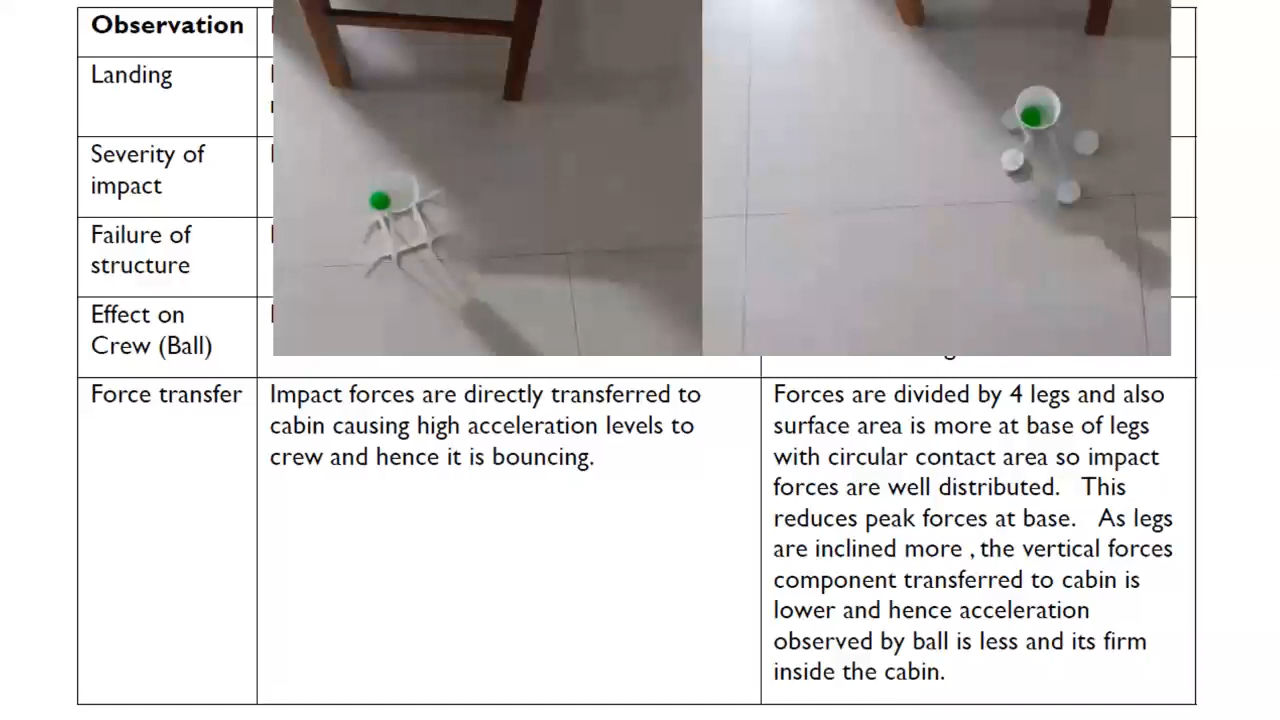 Observation
Landing
Severity of
impact
Failure of
structure
Effect on
Crew (Ball)
Force transfer
Impact forces are directly transferred to
cabin causing high acceleration levels to
crew and hence it is bouncing.
Forces are divided by 4 legs and also
surface area is more at base of legs
with circular contact area so impact
forces are well distributed. This
reduces peak forces at base. As legs
are inclined more , the vertical forces
component transferred to cabin is
lower and hence acceleration
observed by ball is less and its firm
inside the cabin.